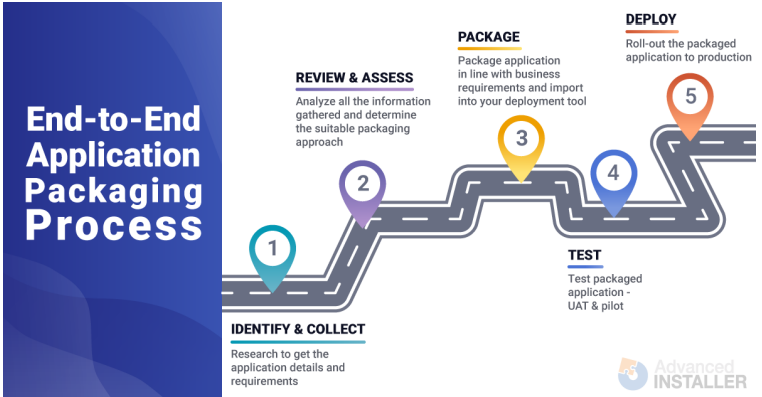 End-to-End
Application
Packaging
Process
1
IDENTIFY & COLLECT
Research to get the
application details and
requirements
2
REVIEW & ASSESS
Analyze all the information
gathered and determine
the suitable packaging
approach
3
PACKAGE
Package application
in line with business
requirements and import
into your deployment tool
4
TEST
Test packaged
application -
UAT & pilot
5
DEPLOY
Roll-out the packaged
application to production
Advanced
INSTALLER